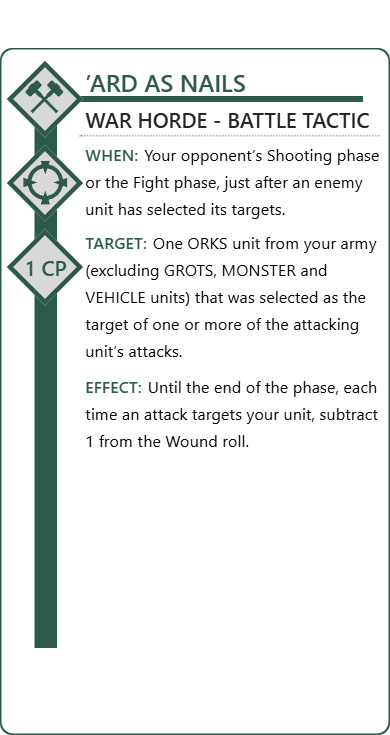 ’ARD AS NAILS
WAR HORDE - BATTLE TACTIC
WHEN: Your opponent’s Shooting phase
or the Fight phase, just after an enemy
unit has selected its targets.
1 CP
TARGET: One ORKS unit from your army
(excluding GROTS, MONSTER and
VEHICLE units) that was selected as the
target of one or more of the attacking
unit’s attacks.
EFFECT: Until the end of the phase, each
time an attack targets your unit, subtract
1 from the Wound roll.